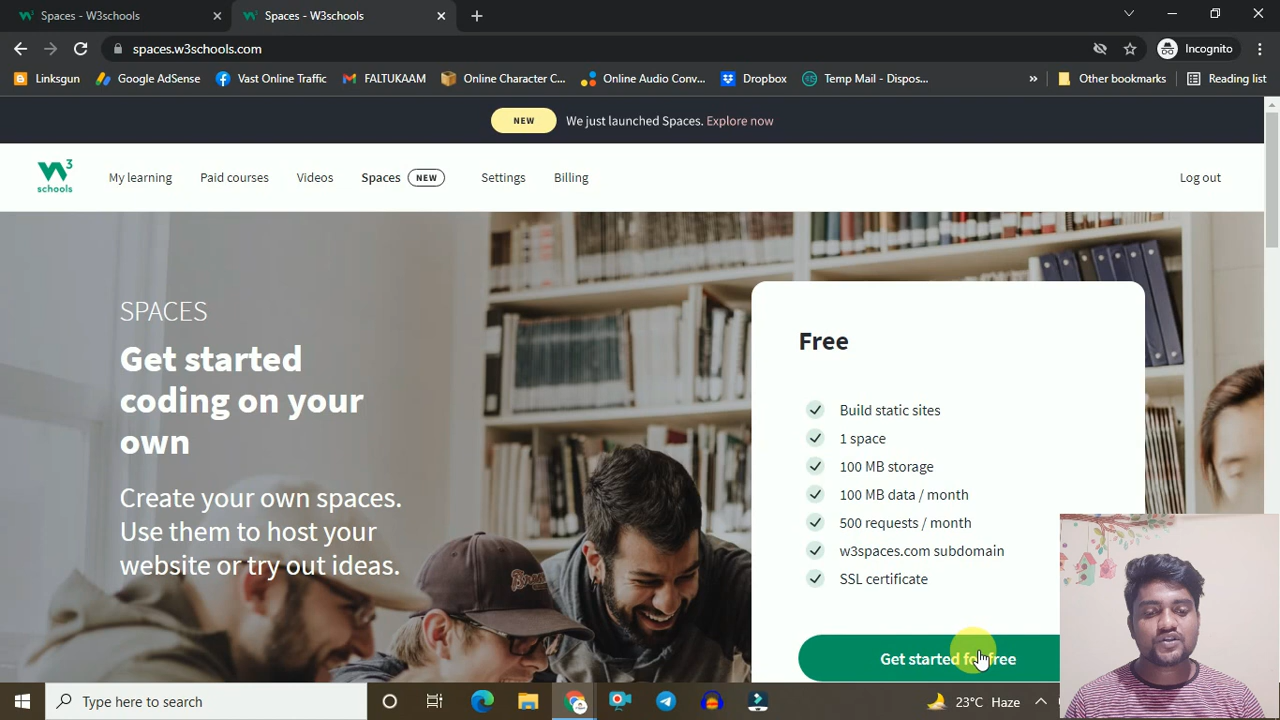 Spaces - W3schools
Spaces - W3schools
spaces.w3schools.com
Incognito
Linksgun
Google AdSense
Vast Online Traffic
FALTUKAAM
Online Character C...
Online Audio Conv...
Dropbox
Temp Mail - Dispos...
»
Other bookmarks
Reading list
NEW
We just launched Spaces. Explore now
W3
schools
My learning
Paid courses
Videos
Spaces
NEW
Settings
Billing
Log out
SPACES
Get started
coding on your
own
Create your own spaces.
Use them to host your
website or try out ideas.
Free
Build static sites
1 space
100 MB storage
100 MB data / month
500 requests / month
w3spaces.com subdomain
SSL certificate
Get started for free
Type here to search
23°C Haze